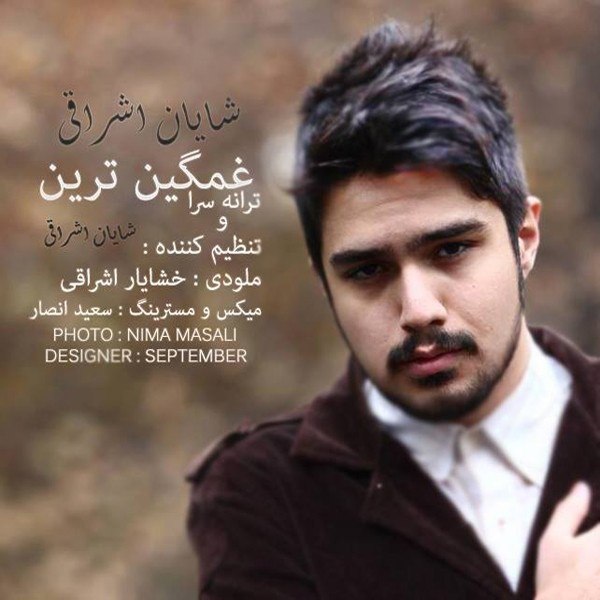 شایان اشراقی
غمگین ترین
ترانه سرا
و
تنظیم کننده : شایان اشراقی
ملودی : خشایار اشراقی
میکس و مسترینگ : سعید انصار
PHOTO : NIMA MASALI
DESIGNER : SEPTEMBER